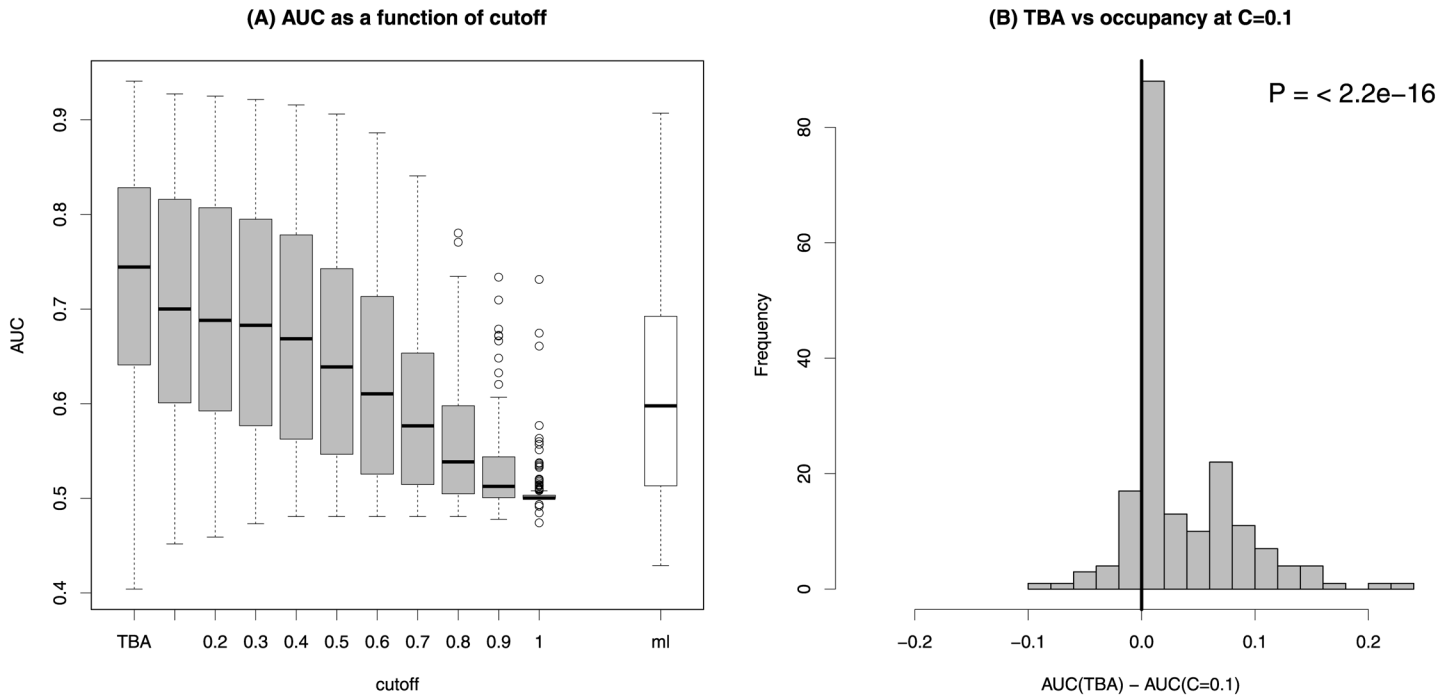 (A) AUC as a function of cutoff
AUC
0.9
0.8
0.7
0.6
0.5
0.4
TBA 0.2 0.3 0.4 0.5 0.6 0.7 0.8 0.9 1 ml
cutoff
(B) TBA vs occupancy at C=0.1
P = < 2.2e−16
Frequency
80
60
40
20
0
−0.2 −0.1 0.0 0.1 0.2
AUC(TBA) − AUC(C=0.1)